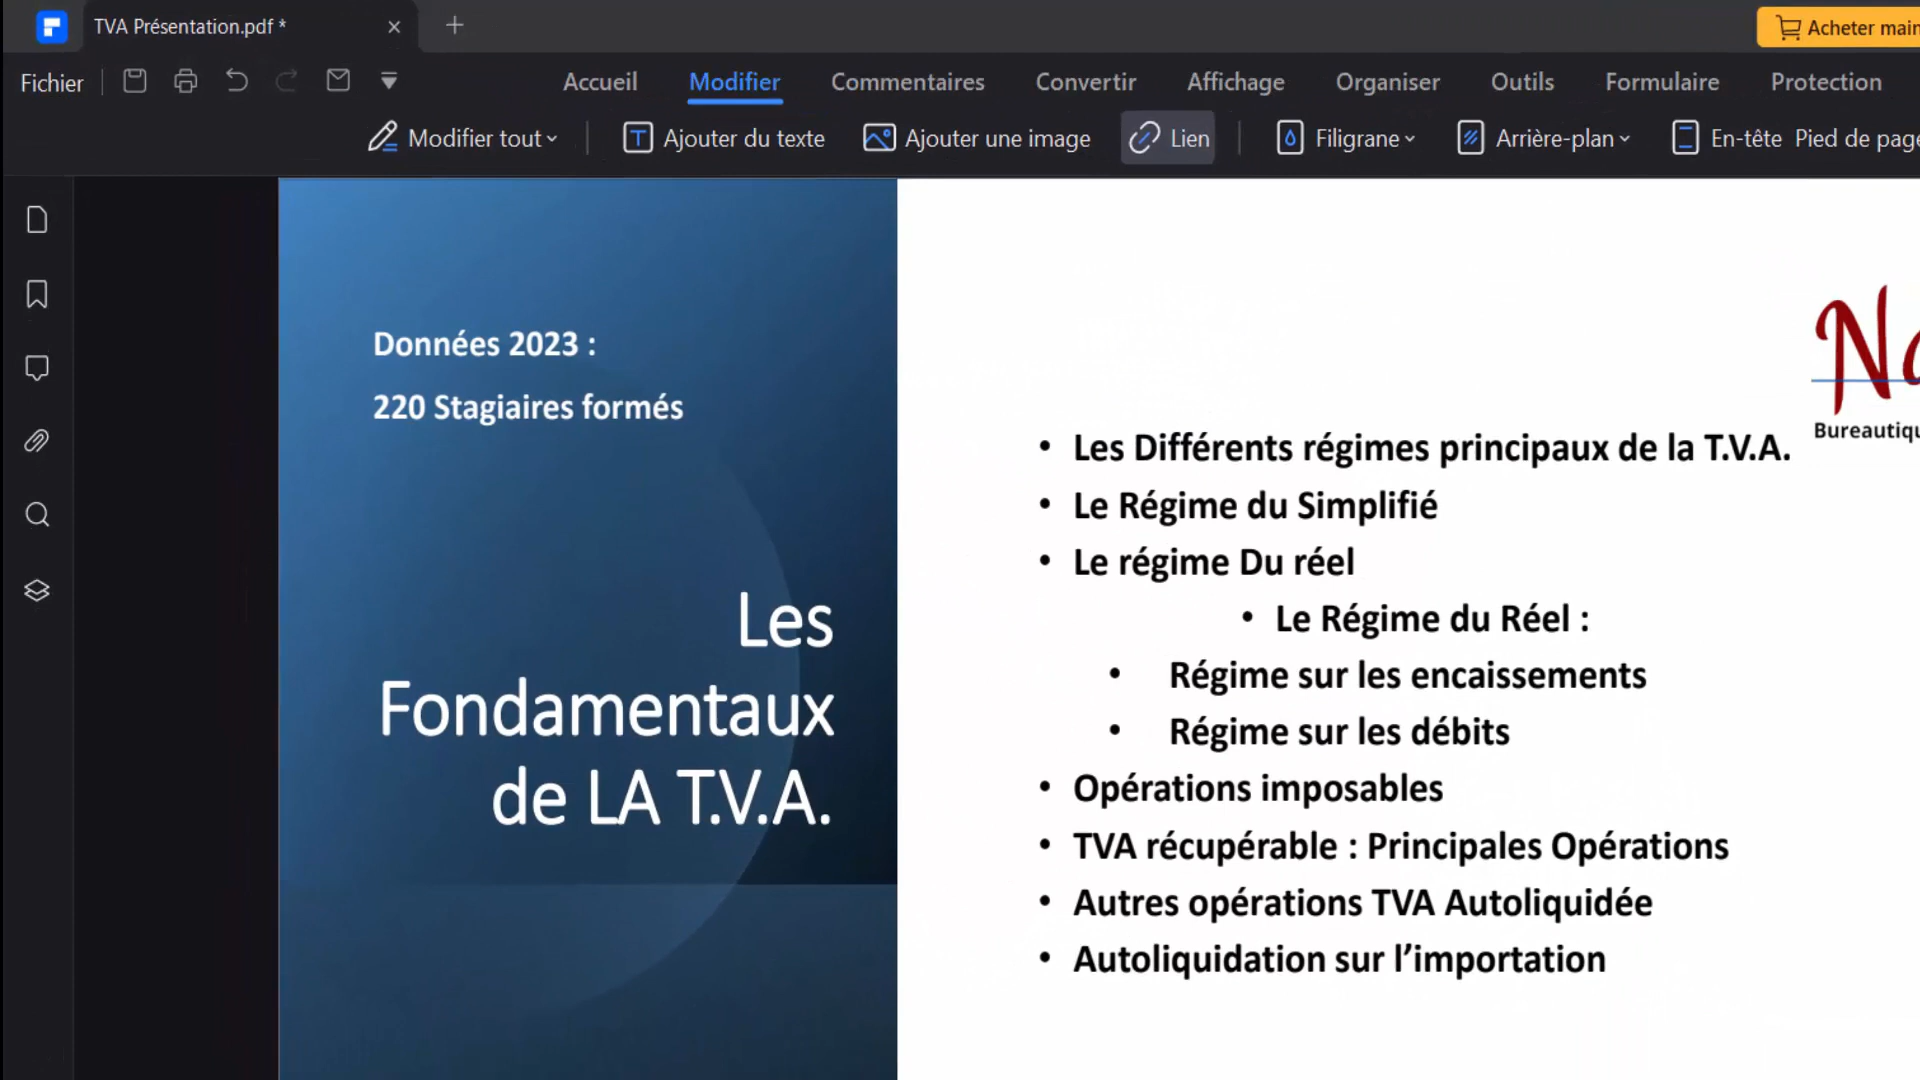 TVA Présentation.pdf *
Acheter main
Fichier
Accueil Modifier Commentaires Convertir Affichage Organiser Outils Formulaire Protection
Modifier tout Ajouter du texte Ajouter une image Lien Filigrane Arrière-plan En-tête Pied de page
Données 2023 :
220 Stagiaires formés
Les
Fondamentaux
de LA T.V.A.
No
Bureautiqu
• Les Différents régimes principaux de la T.V.A.
• Le Régime du Simplifié
• Le régime Du réel
• Le Régime du Réel :
• Régime sur les encaissements
• Régime sur les débits
• Opérations imposables
• TVA récupérable : Principales Opérations
• Autres opérations TVA Autoliquidée
• Autoliquidation sur l’importation